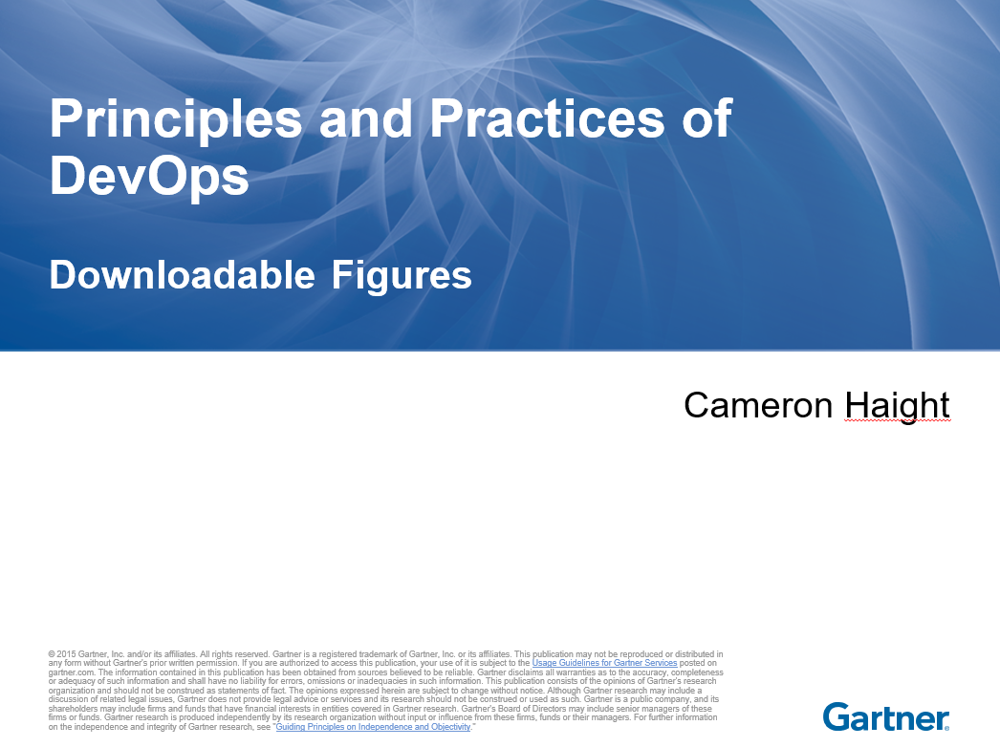 Principles and Practices of
DevOps
Downloadable Figures
Cameron Haight
© 2015 Gartner, Inc. and/or its affiliates. All rights reserved. Gartner is a registered trademark of Gartner, Inc. or its affiliates. This publication may not be reproduced or distributed in
any form without Gartner's prior written permission. If you are authorized to access this publication, your use of it is subject to the Usage Guidelines for Gartner Services posted on
gartner.com. The information contained in this publication has been obtained from sources believed to be reliable. Gartner disclaims all warranties as to the accuracy, completeness
or adequacy of such information and shall have no liability for errors, omissions or inadequacies in such information. This publication consists of the opinions of Gartner's research
organization and should not be construed as statements of fact. The opinions expressed herein are subject to change without notice. Although Gartner research may include a
discussion of related legal issues, Gartner does not provide legal advice or services and its research should not be construed or used as such. Gartner is a public company, and its
shareholders may include firms and funds that have financial interests in entities covered in Gartner research. Gartner's Board of Directors may include senior managers of these
firms or funds. Gartner research is produced independently by its research organization without input or influence from these firms, funds or their managers. For further information
on the independence and integrity of Gartner research, see "Guiding Principles on Independence and Objectivity."
Gartner®